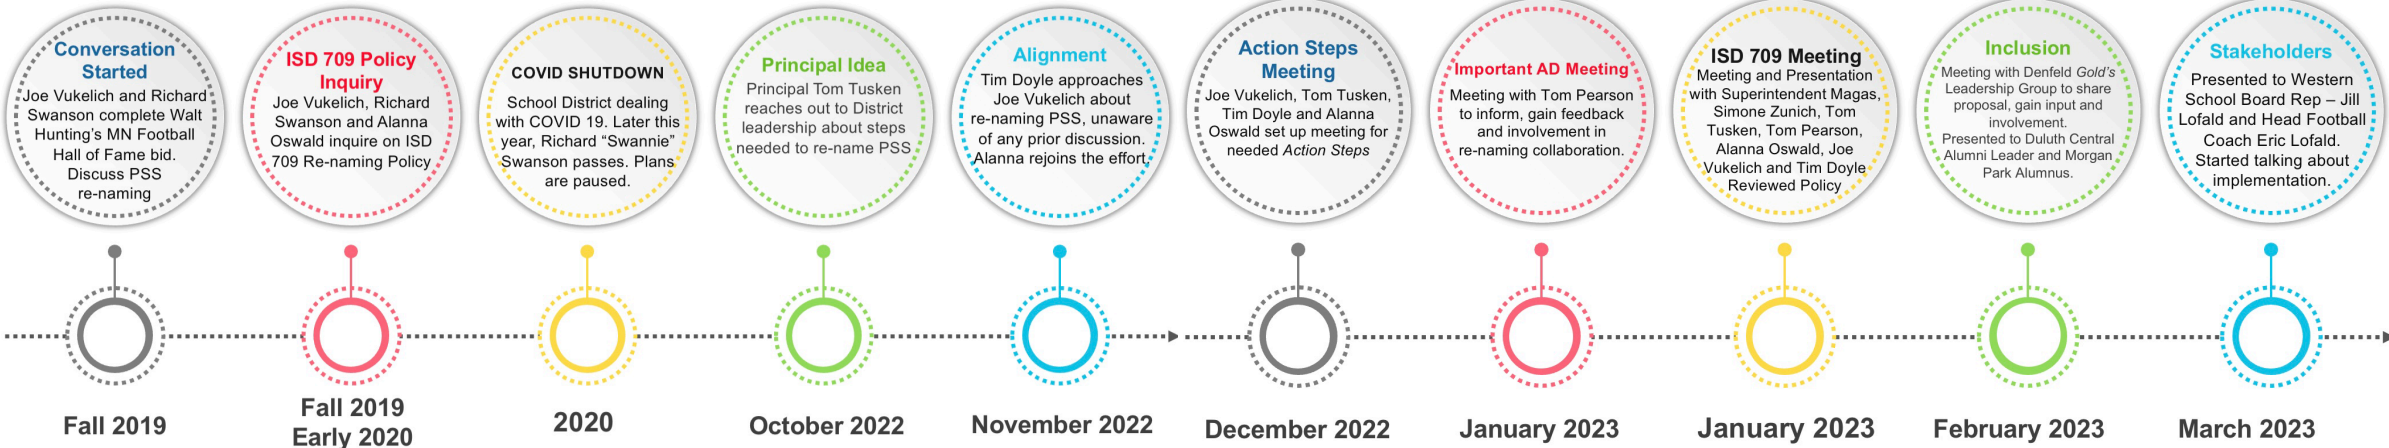 Conversation
Started
Joe Vukelich and Richard
Swanson complete Walt
Hunting's MN Football
Hall of Fame bid.
Discuss PSS
re-naming
Fall 2019
ISD 709 Policy
Inquiry
Joe Vukelich, Richard
Swanson and Alanna
Oswald inquire on ISD
709 Re-naming Policy
Fall 2019
Early 2020
COVID SHUTDOWN
School District dealing
with COVID 19. Later this
year, Richard “Swannie”
Swanson passes. Plans
are paused.
2020
Principal Idea
Principal Tom Tusken
reaches out to District
leadership about steps
needed to re-name PSS
October 2022
Alignment
Tim Doyle approaches
Joe Vukelich about
re-naming PSS, unaware
of any prior discussion.
Alanna rejoins the effort.
November 2022
Action Steps
Meeting
Joe Vukelich, Tom Tusken,
Tim Doyle and Alanna
Oswald set up meeting for
needed Action Steps
December 2022
Important AD Meeting
Meeting with Tom Pearson
to inform, gain feedback
and involvement in
re-naming collaboration.
January 2023
ISD 709 Meeting
Meeting and Presentation
with Superintendent Magas,
Simone Zunich, Tom
Tusken, Tom Pearson,
Alanna Oswald, Joe
Vukelich and Tim Doyle
Reviewed Policy
January 2023
Inclusion
Meeting with Denfeld Gold's
Leadership Group to share
proposal, gain input and
involvement.
Presented to Duluth Central
Alumni Leader and Morgan
Park Alumnus.
February 2023
Stakeholders
Presented to Western
School Board Rep – Jill
Lofald and Head Football
Coach Eric Lofald.
Started talking about
implementation.
March 2023